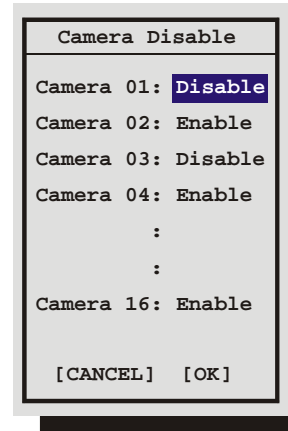 Camera Disable
Camera 01: Disable
Camera 02: Enable
Camera 03: Disable
Camera 04: Enable
:
:
Camera 16: Enable
[CANCEL] [OK]